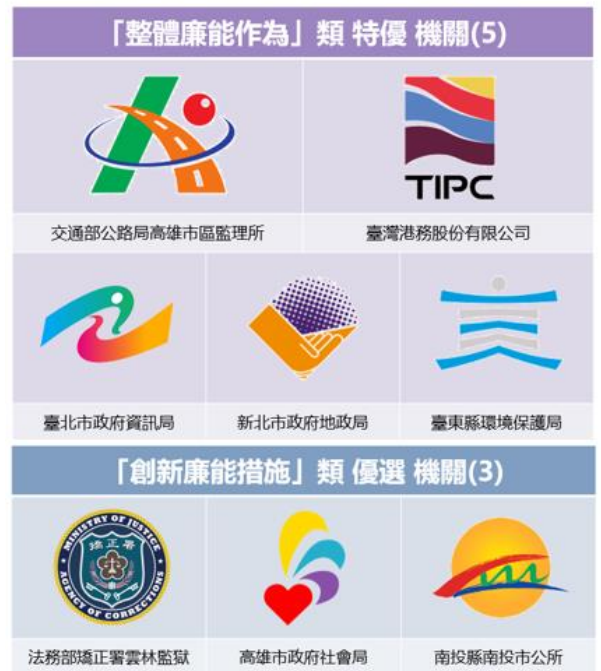 「整體廉能作為」類 特優 機關(5)
TIPC
交通部公路局高雄市區監理所
臺灣港務股份有限公司
臺北市政府資訊局
新北市政府地政局
臺東縣環境保護局
「創新廉能措施」類 優選 機關(3)
MINISTRY OF JUSTICE
矯正署
AGENCY OF CORRECTIONS
法務部矯正署雲林監獄
高雄市政府社會局
南投縣南投市公所